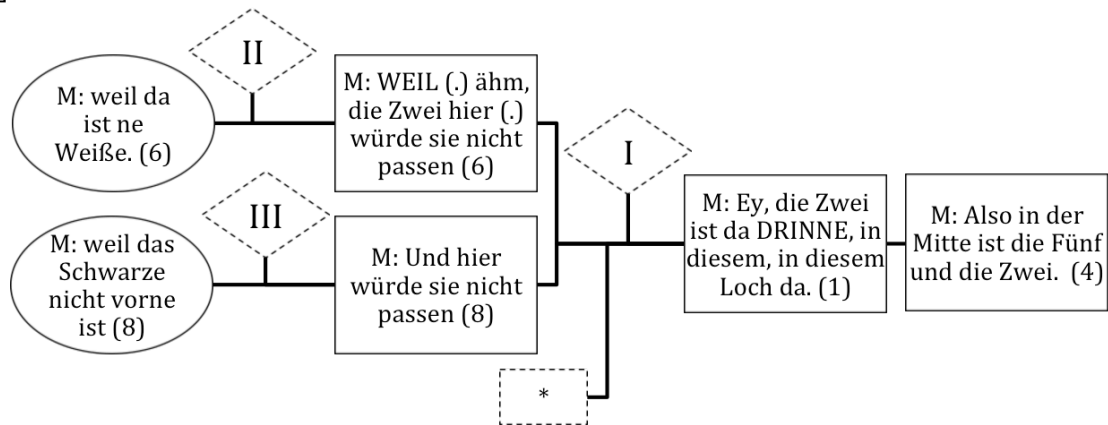 II
M: weil da
ist ne
Weiße. (6)
M: WEIL (.) ähm,
die Zwei hier (.)
würde sie nicht
passen (6)
I
III
M: weil das
Schwarze
nicht vorne
ist (8)
M: Und hier
würde sie nicht
passen (8)
M: Ey, die Zwei
ist da DRINNE, in
diesem, in diesem
Loch da. (1)
M: Also in der
Mitte ist die Fünf
und die Zwei. (4)
*